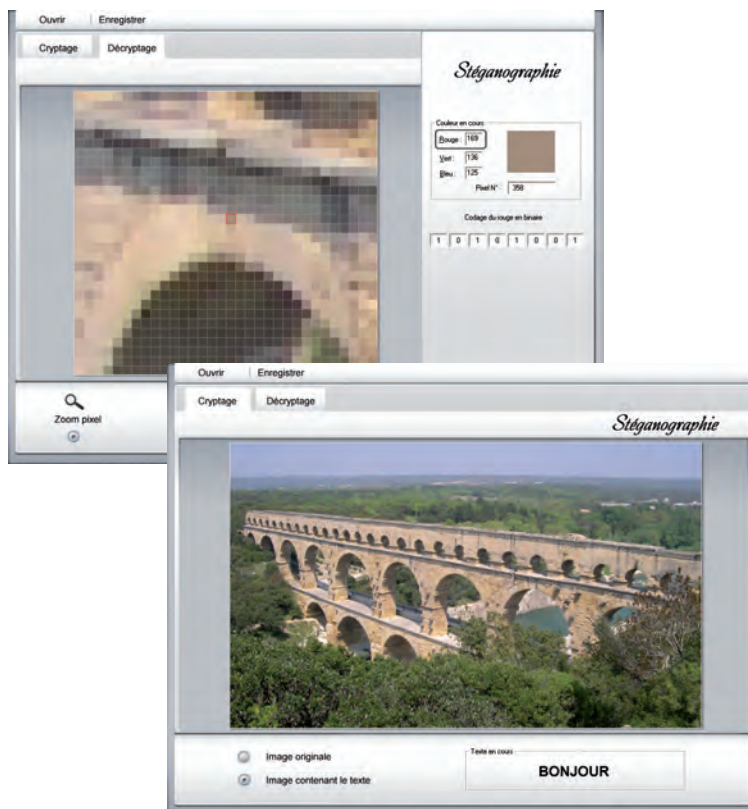 Ouvrir Enregistrer
Cryptage Décryptage
Stéganographie
Couleur en cours
Rouge : 169
Vert : 136
Bleu : 125
Pixel N° : 358
Codage du rouge en binaire
1 0 1 0 1 0 0 1
Zoom pixel
Ouvrir Enregistrer
Cryptage Décryptage
Stéganographie
Image originale
Image contenant le texte
Texte en cours
BONJOUR